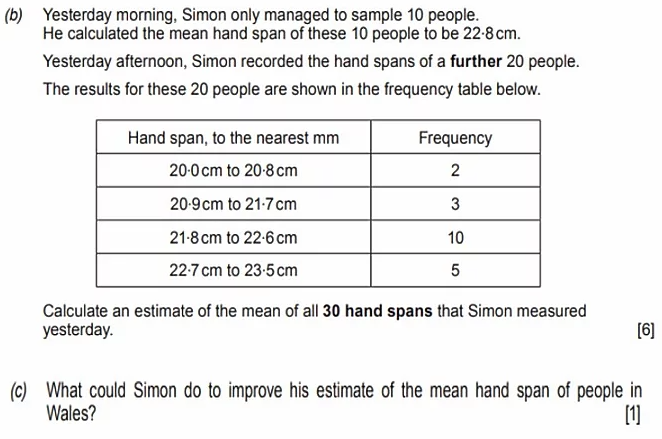 (b) Yesterday morning, Simon only managed to sample 10 people.
He calculated the mean hand span of these 10 people to be 22·8 cm.
Yesterday afternoon, Simon recorded the hand spans of a further 20 people.
The results for these 20 people are shown in the frequency table below.
Hand span, to the nearest mm Frequency
20·0 cm to 20·8 cm 2
20·9 cm to 21·7 cm 3
21·8 cm to 22·6 cm 10
22·7 cm to 23·5 cm 5
Calculate an estimate of the mean of all 30 hand spans that Simon measured
yesterday. [6]
(c) What could Simon do to improve his estimate of the mean hand span of people in
Wales? [1]